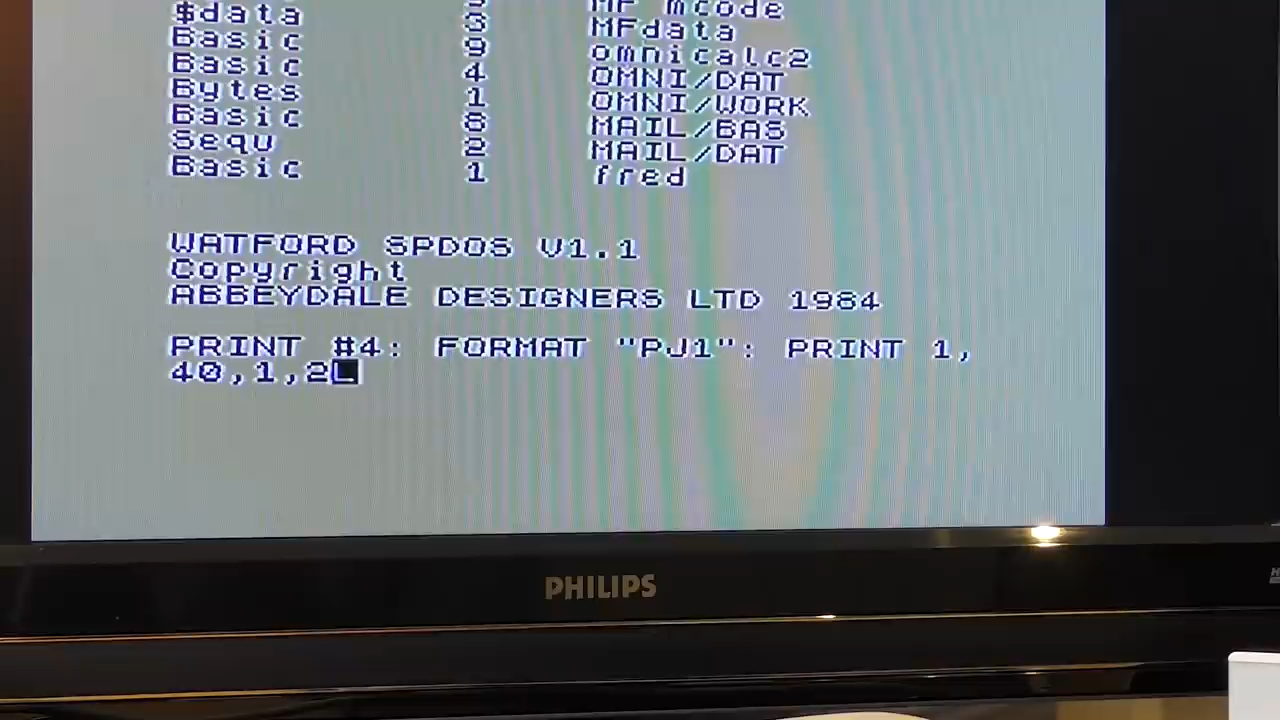 $data 3 MF mcode
Basic 9 MFdata
Basic 4 omnicalc2
Bytes 1 OMNI/DAT
Basic 8 OMNI/WORK
Sequ 2 MAIL/BAS
Basic 1 MAIL/DAT
fred
WATFORD SPDOS V1.1
Copyright
ABBEYDALE DESIGNERS LTD 1984
PRINT #4: FORMAT "PJ1": PRINT 1,
40,1,2L
PHILIPS